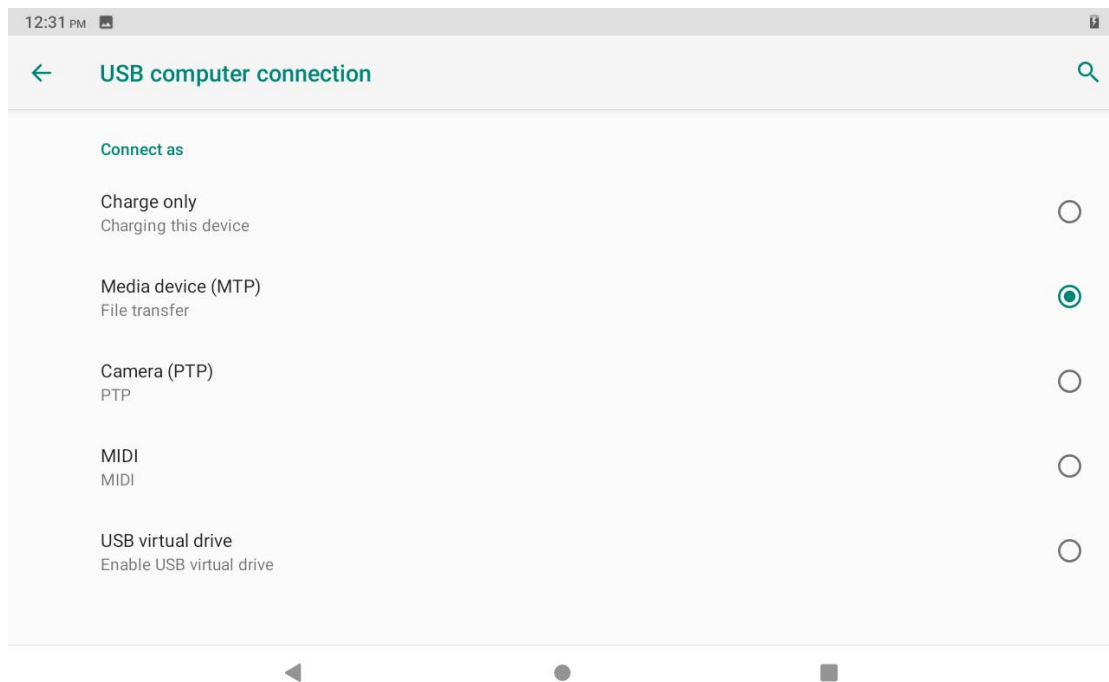 12:31 PM
USB computer connection
Connect as
Charge only
Charging this device
Media device (MTP)
File transfer
Camera (PTP)
PTP
MIDI
MIDI
USB virtual drive
Enable USB virtual drive